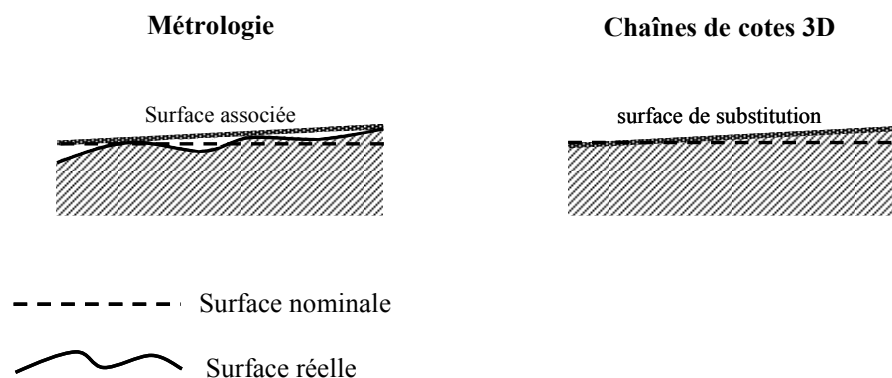 Métrologie
Chaînes de cotes 3D
Surface associée
surface de substitution
Surface nominale
Surface réelle